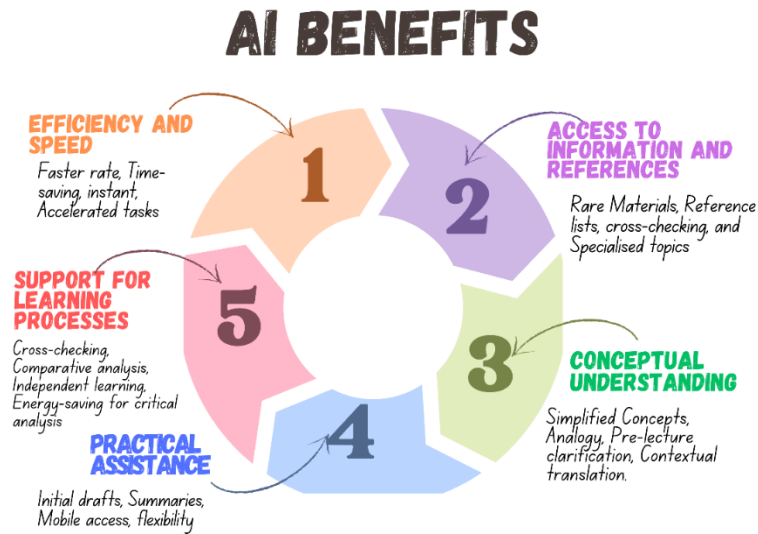 AI BENEFITS
EFFICIENCY AND
SPEED
Faster rate, Time-
saving, instant,
Accelerated tasks
1
ACCESS TO
INFORMATION AND
REFERENCES
Rare Materials, Reference
lists, cross-checking, and
Specialised topics
2
CONCEPTUAL
UNDERSTANDING
Simplified Concepts,
Analogy, Pre-lecture
clarification, Contextual
translation.
3
PRACTICAL
ASSISTANCE
Initial drafts, Summaries,
Mobile access, flexibility
4
SUPPORT FOR
LEARNING
PROCESSES
Cross-checking,
Comparative analysis,
Independent learning,
Energy-saving for critical
analysis
5